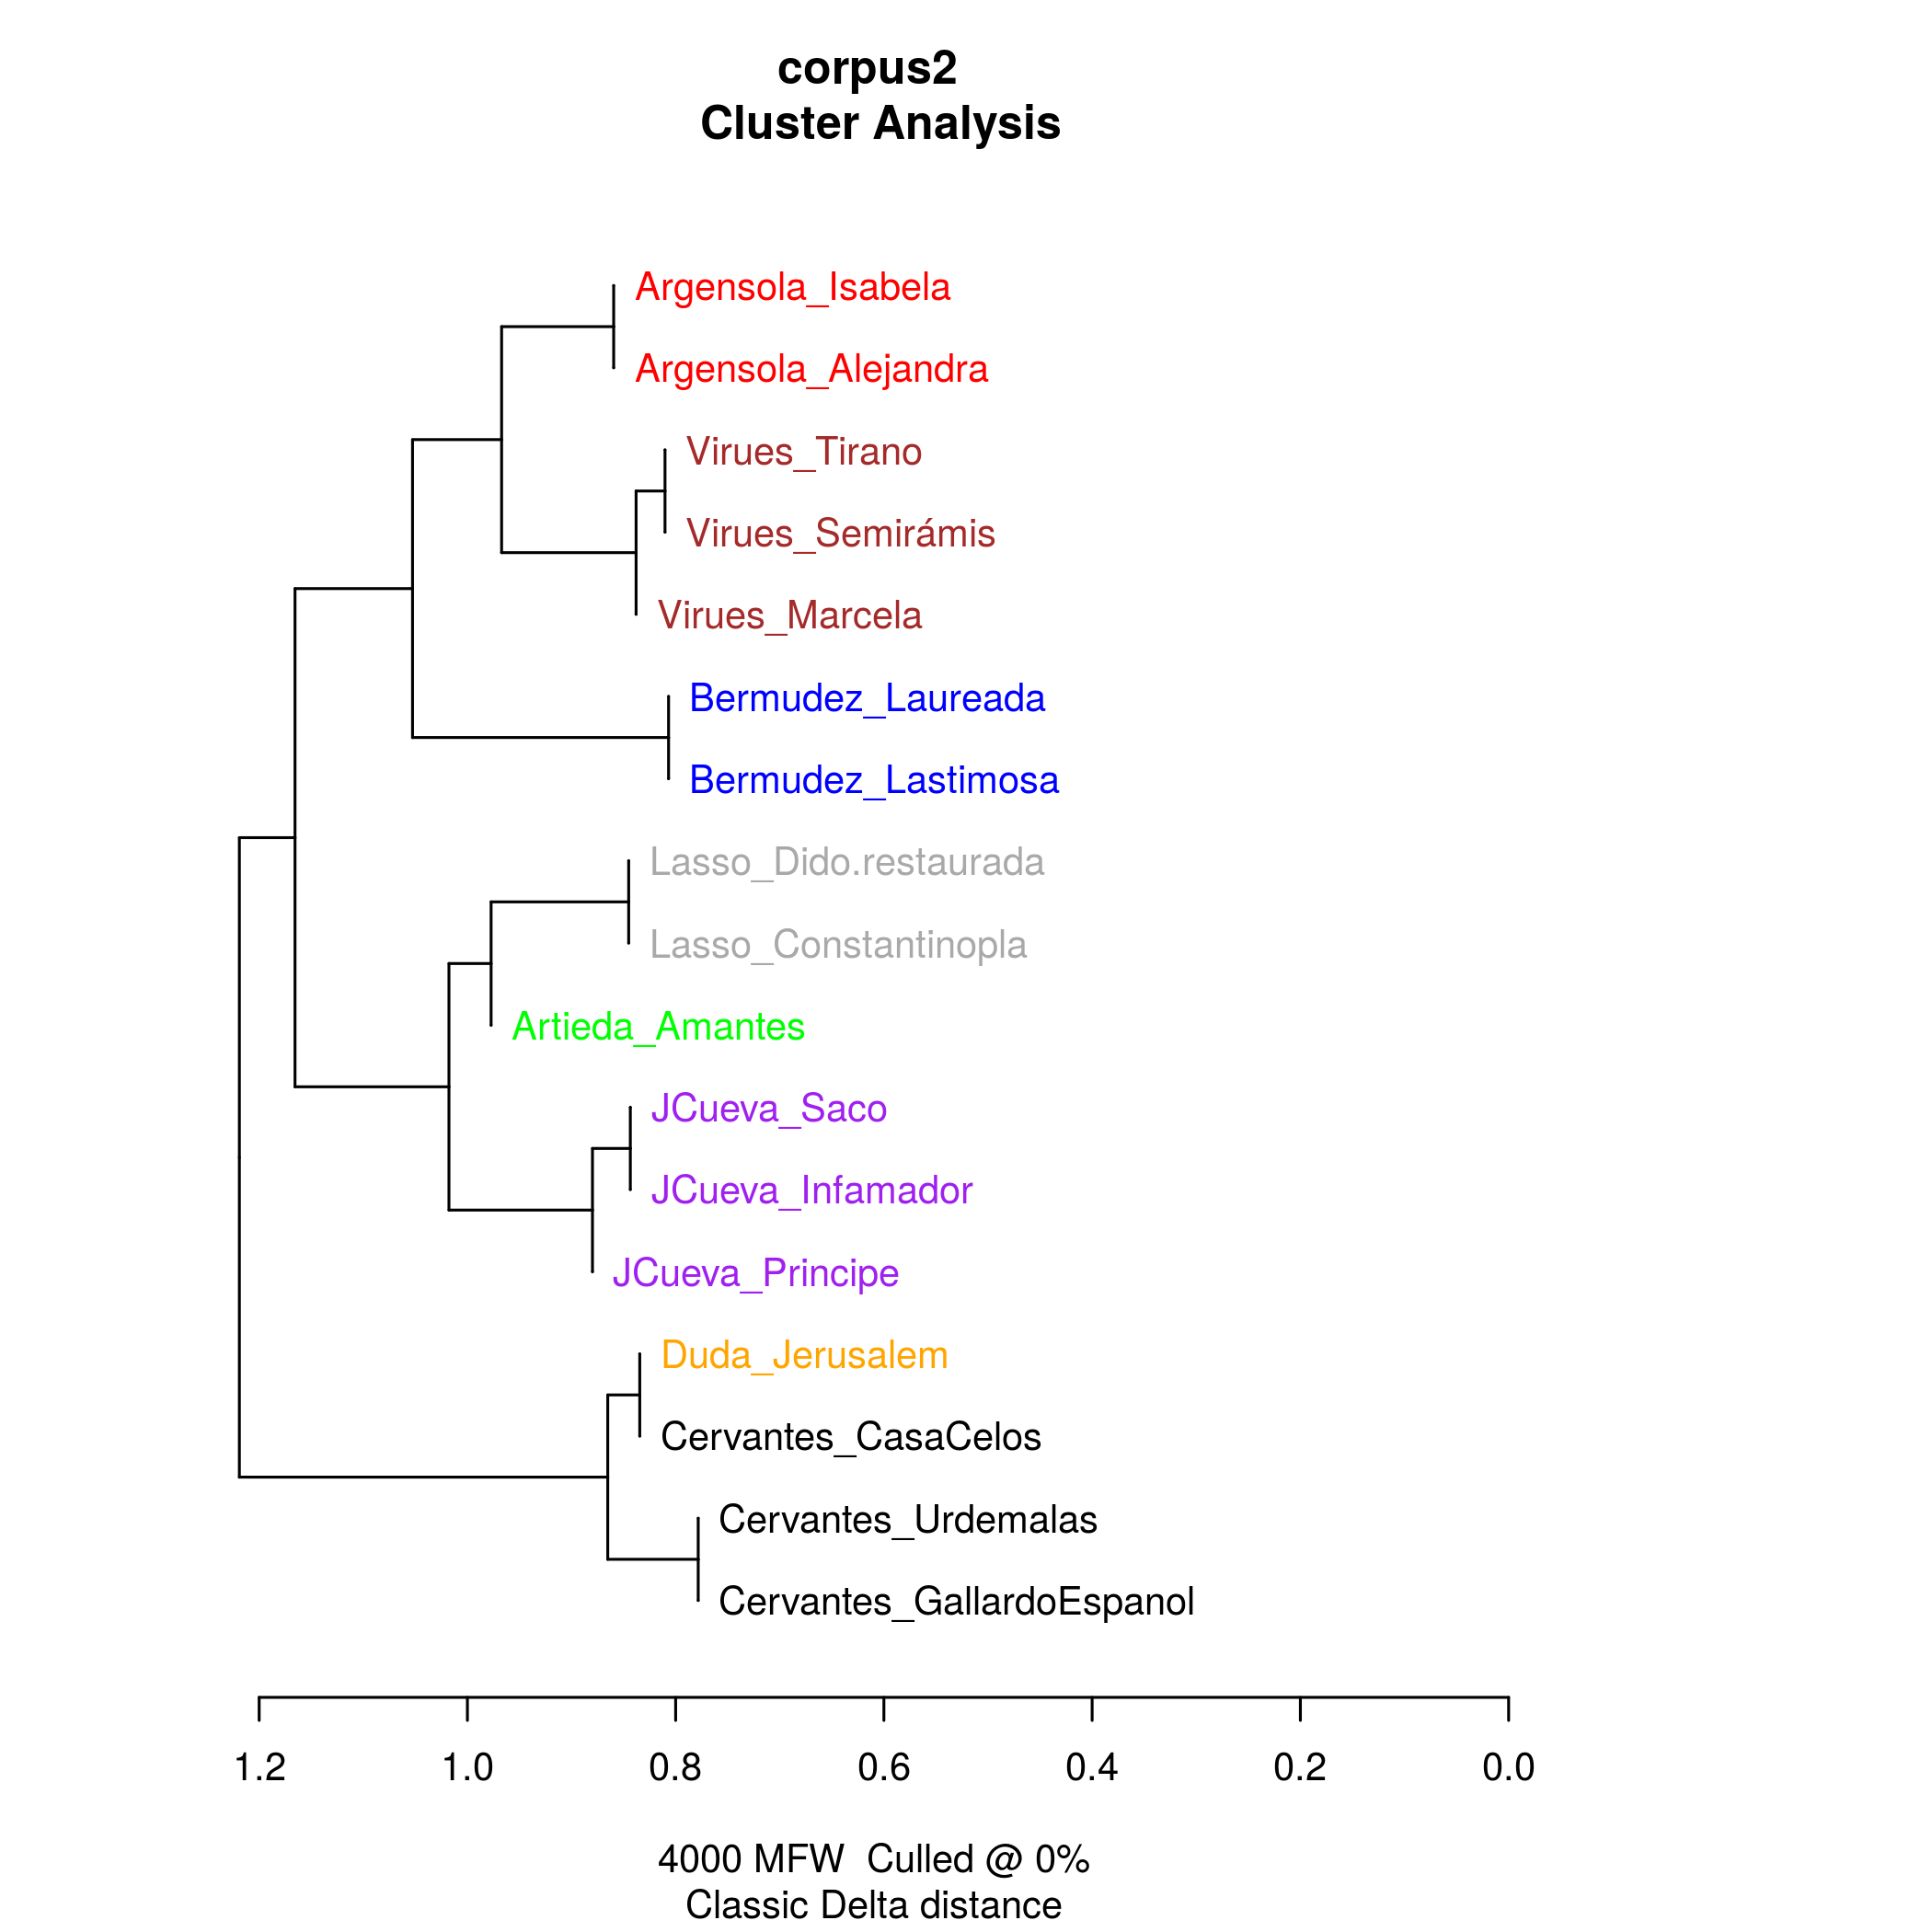 corpus2
Cluster Analysis
Argensola_Isabela
Argensola_Alejandra
Virues_Tirano
Virues_Semirámis
Virues_Marcela
Bermudez_Laureada
Bermudez_Lastimosa
Lasso_Dido.restaurada
Lasso_Constantinopla
Artieda_Amantes
JCueva_Saco
JCueva_Infamador
JCueva_Principe
Duda_Jerusalem
Cervantes_CasaCelos
Cervantes_Urdemalas
Cervantes_GallardoEspanol
1.2 1.0 0.8 0.6 0.4 0.2 0.0
4000 MFW  Culled @ 0%
Classic Delta distance